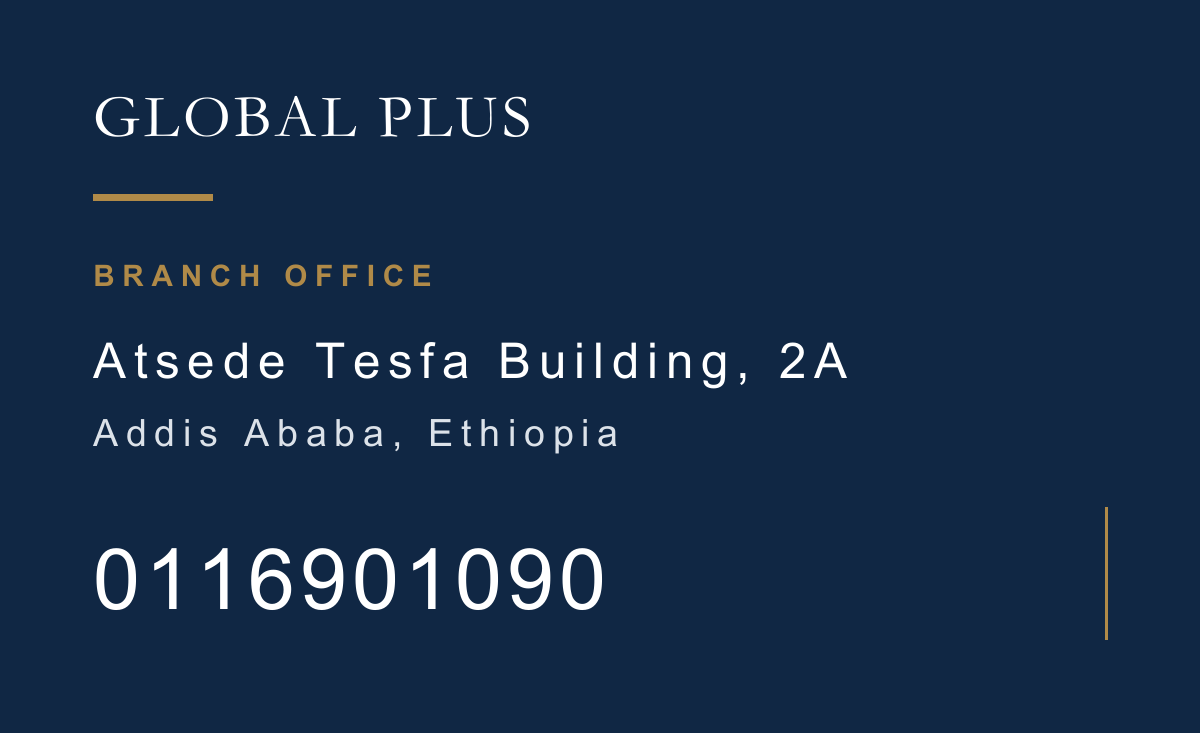 GLOBAL PLUS
BRANCH OFFICE
Atsede Tesfa Building, 2A
Addis Ababa, Ethiopia
0116901090